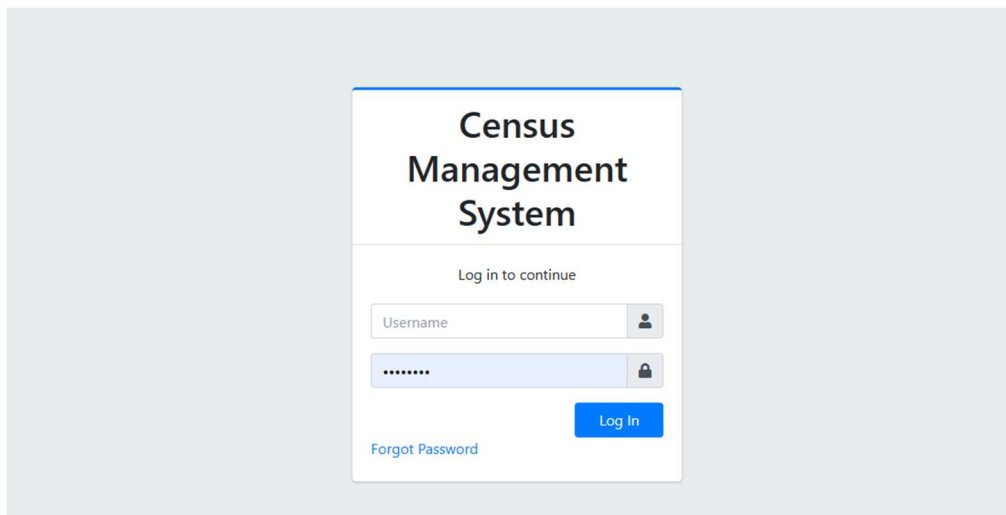 Census
Management
System
Log in to continue
Username
••••••••
Log In
Forgot Password